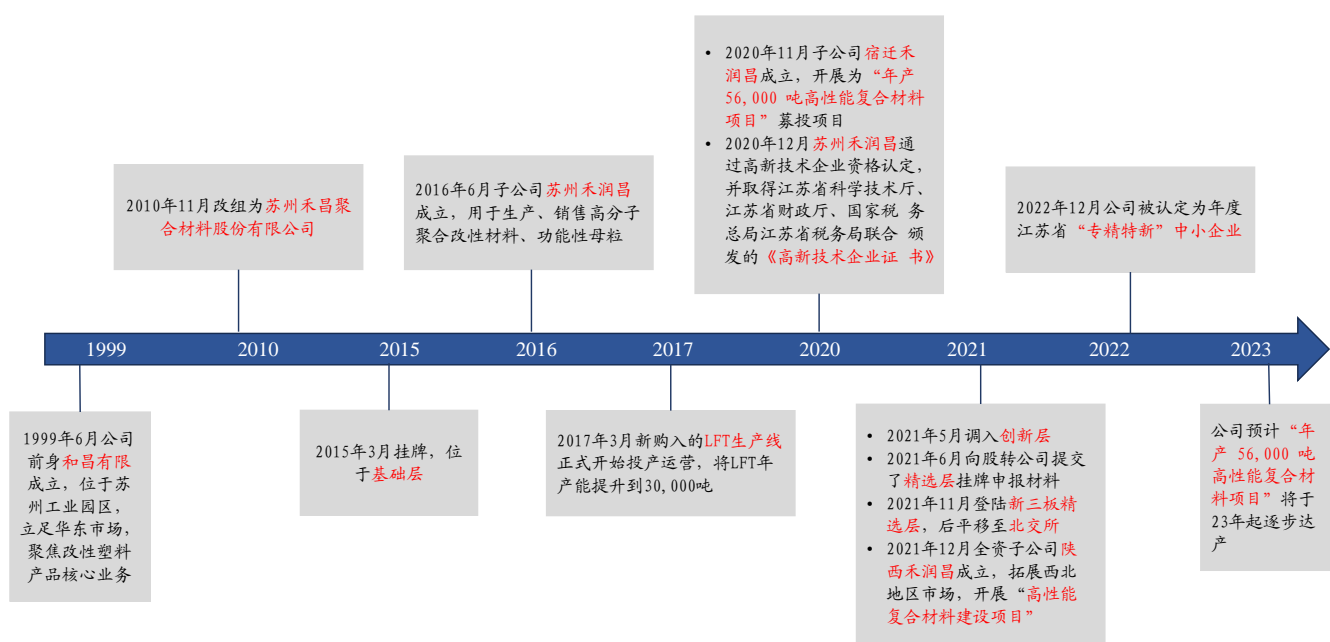 2010年11月改组为苏州禾昌聚
合材料股份有限公司
2016年6月子公司苏州禾润昌
成立，用于生产、销售高分子
聚合改性材料、功能性母粒
• 2020年11月子公司宿迁禾
润昌成立，开展为“年产
56,000 吨高性能复合材料
项目”募投项目
• 2020年12月苏州禾润昌通
过高新技术企业资格认定，
并取得江苏省科学技术厅、
江苏省财政厅、国家税 务
总局江苏省税务局联合 颁
发的《高新技术企业证 书》
2022年12月公司被认定为年度
江苏省“专精特新”中小企业
1999 2010 2015 2016 2017 2020 2021 2022 2023
1999年6月公司
前身和昌有限
成立，位于苏
州工业园区，
立足华东市场，
聚焦改性塑料
产品核心业务
2015年3月挂牌，位
于基础层
2017年3月新购入的LFT生产线
正式开始投产运营，将LFT年
产能提升到30,000吨
• 2021年5月调入创新层
• 2021年6月向股转公司提交
了精选层挂牌申报材料
• 2021年11月登陆新三板精
选层，后平移至北交所
• 2021年12月全资子公司陕
西禾润昌成立，拓展西北
地区市场，开展“高性能
复合材料建设项目”
公司预计“年
产 56,000 吨
高性能复合材
料项目”将于
23年起逐步达
产